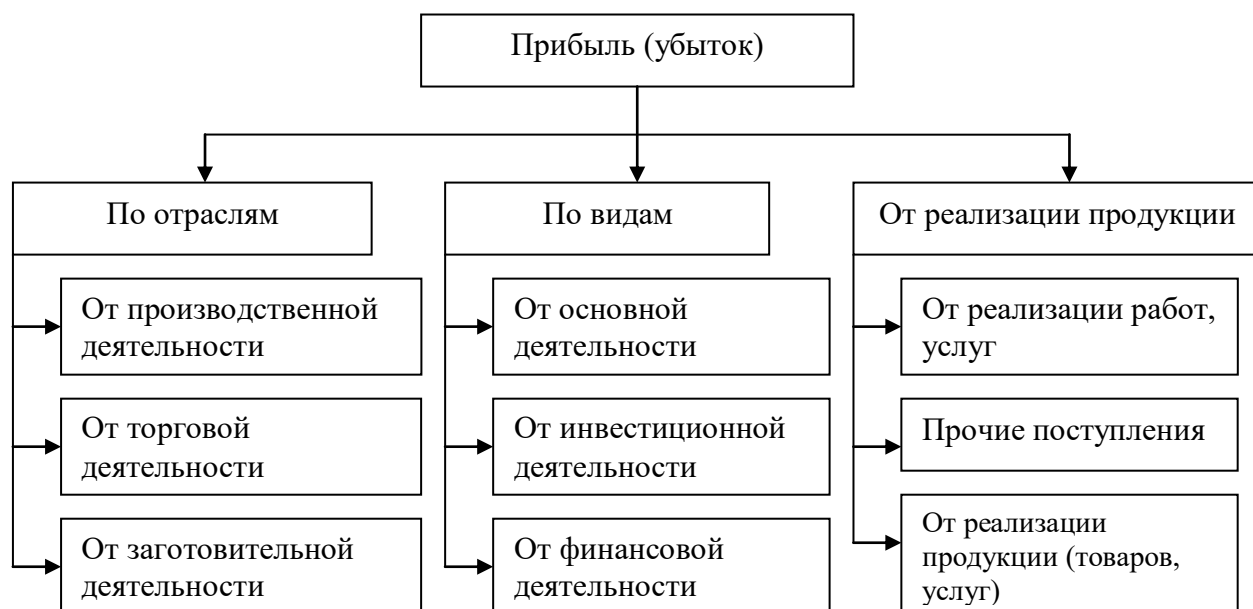 Прибыль (убыток)
По отраслям
От производственной
деятельности
От торговой
деятельности
От заготовительной
деятельности
По видам
От основной
деятельности
От инвестиционной
деятельности
От финансовой
деятельности
От реализации продукции
От реализации работ,
услуг
Прочие поступления
От реализации
продукции (товаров,
услуг)